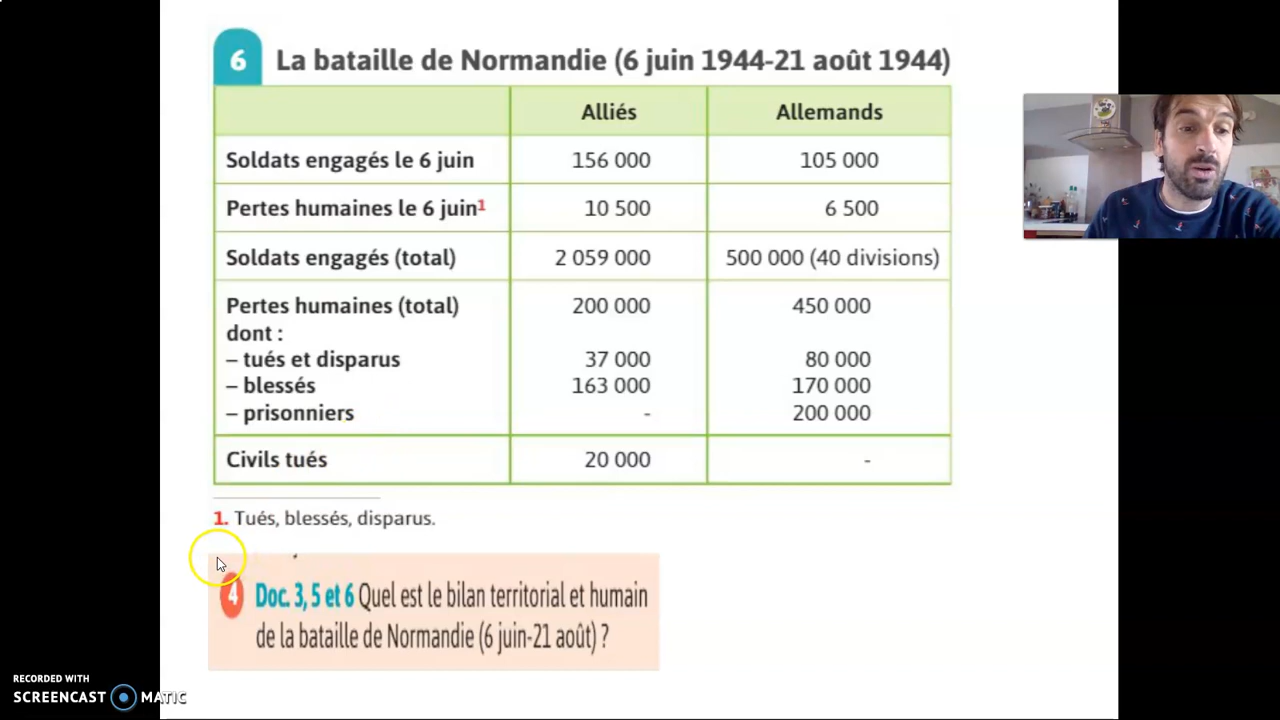 6 La bataille de Normandie (6 juin 1944-21 août 1944)
Alliés Allemands
Soldats engagés le 6 juin 156 000 105 000
Pertes humaines le 6 juin1 10 500 6 500
Soldats engagés (total) 2 059 000 500 000 (40 divisions)
Pertes humaines (total) 200 000 450 000
dont :
– tués et disparus 37 000 80 000
– blessés 163 000 170 000
– prisonniers - 200 000
Civils tués 20 000 -
1. Tués, blessés, disparus.
4 Doc. 3, 5 et 6 Quel est le bilan territorial et humain
de la bataille de Normandie (6 juin-21 août) ?
RECORDED WITH
SCREENCAST MATIC